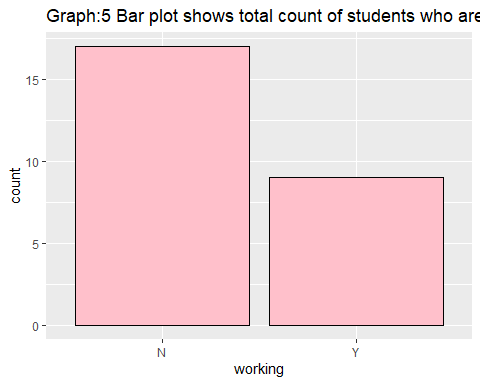 Graph:5 Bar plot shows total count of students who are
15
10
5
0
count
N
Y
working